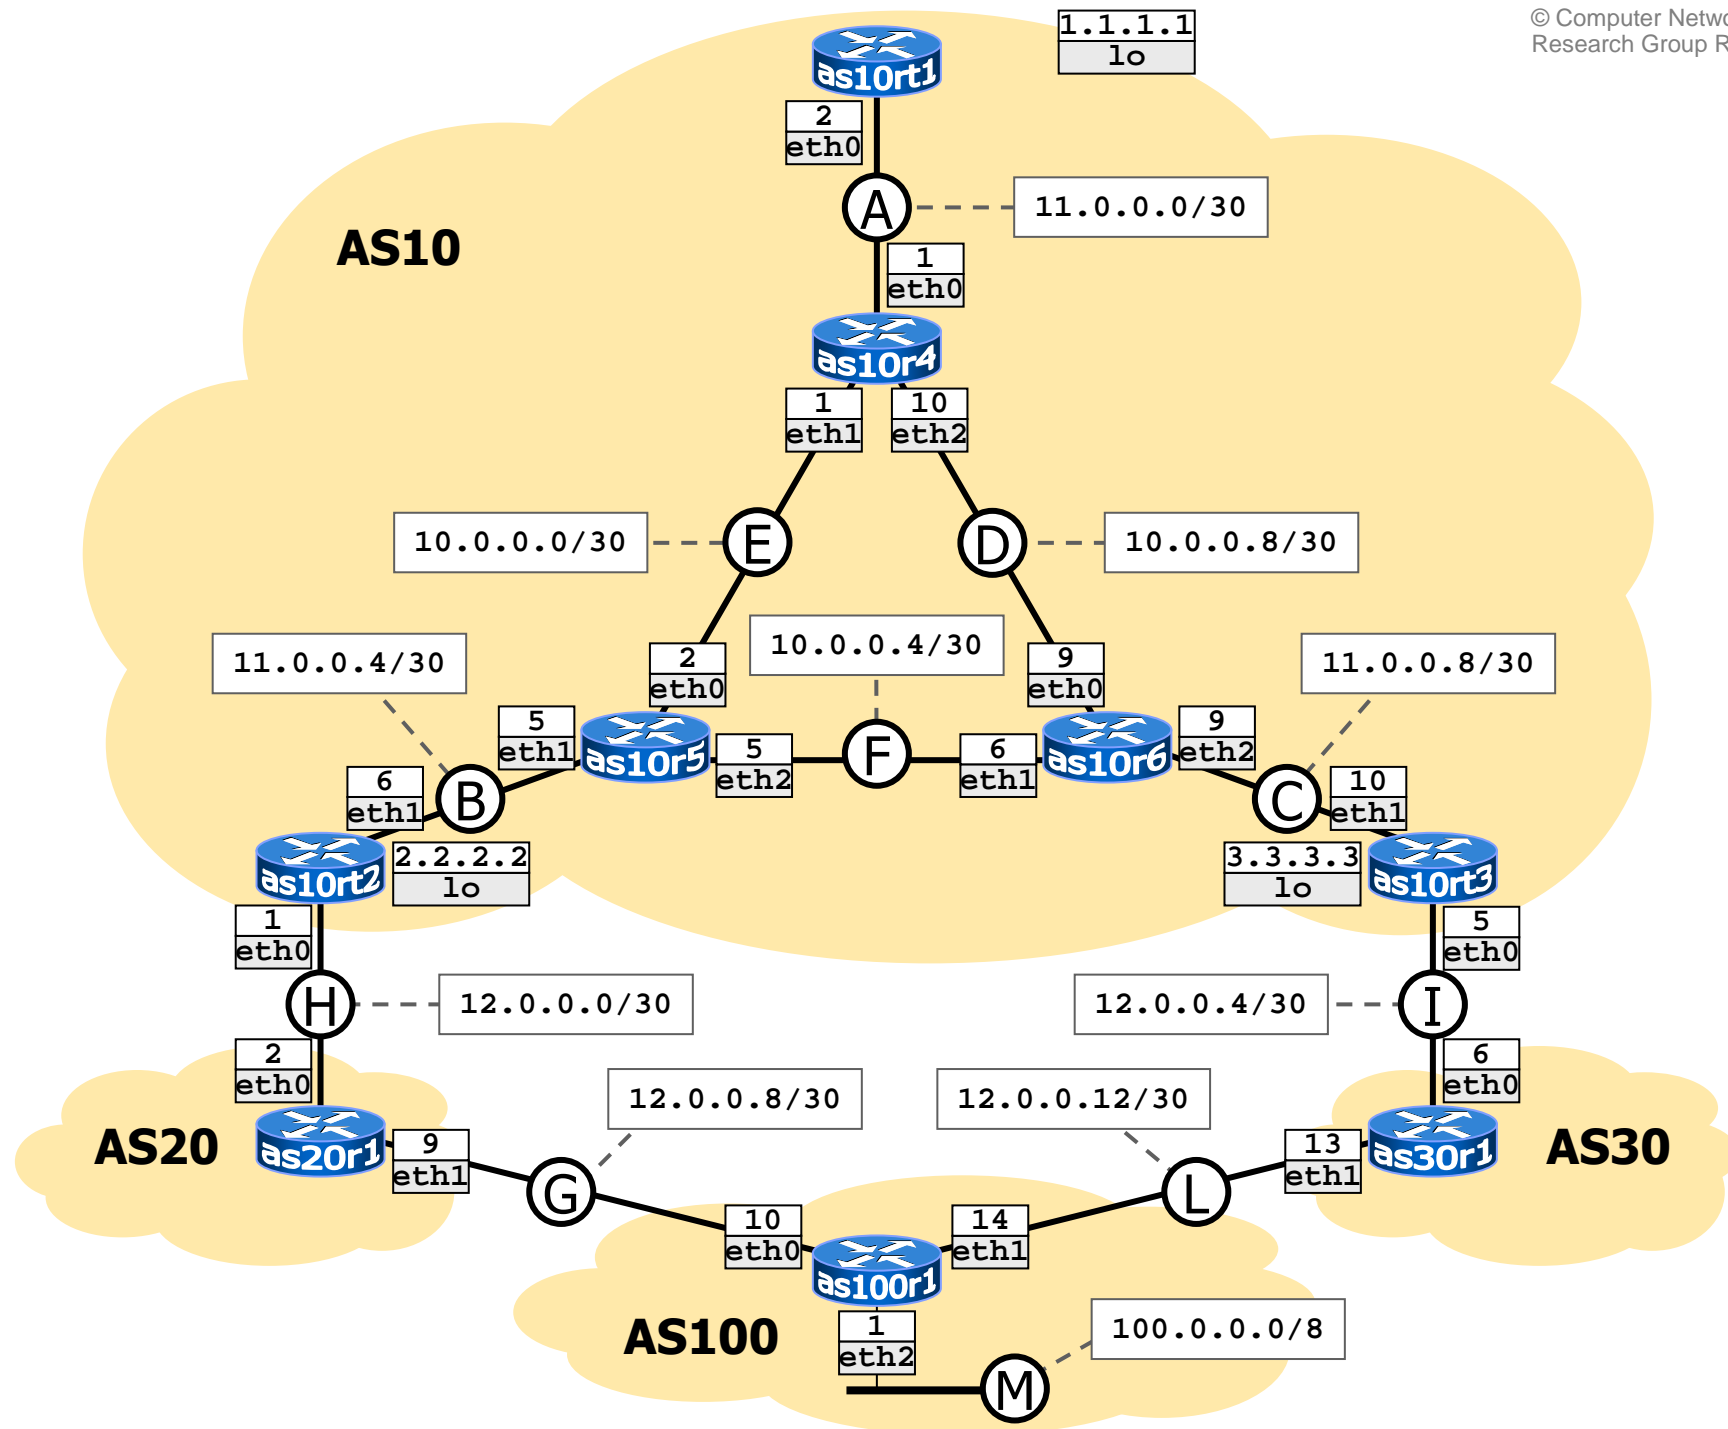 © Computer Netwo
Research Group R
1.1.1.1
lo
as10rt1
2
eth0
A
11.0.0.0/30
AS10
1
eth0
as10r4
1
eth1
10
eth2
10.0.0.0/30
E
D
10.0.0.8/30
11.0.0.4/30
10.0.0.4/30
11.0.0.8/30
2
eth0
9
eth0
5
eth1
as10r5
5
eth2
F
6
eth1
as10r6
9
eth2
6
eth1
B
C
10
eth1
as10rt2
2.2.2.2
lo
3.3.3.3
lo
as10rt3
1
eth0
5
eth0
H
12.0.0.0/30
12.0.0.4/30
I
2
eth0
6
eth0
12.0.0.8/30
12.0.0.12/30
AS20
as20r1
9
eth1
13
eth1
as30r1
AS30
G
L
10
eth0
14
eth1
as100r1
AS100
1
eth2
100.0.0.0/8
M